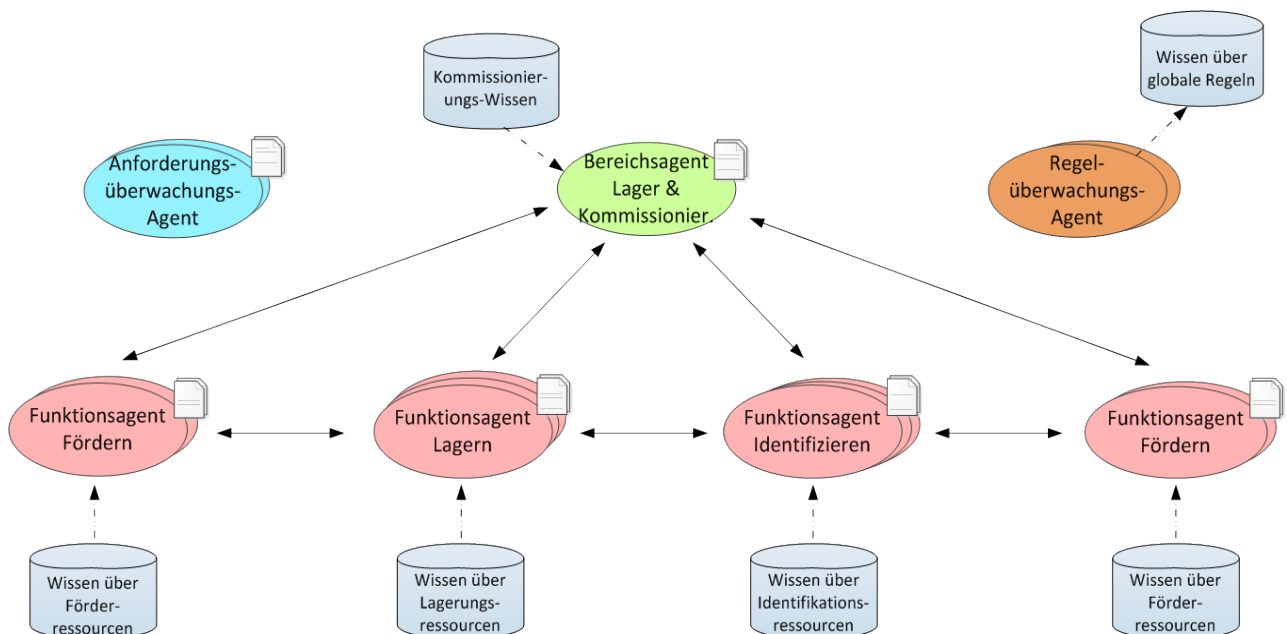 Kommissionier-
ungs-Wissen
Wissen über
globale Regeln
Anforderungs-
überwachungs-
Agent
Bereichsagent
Lager &
Kommissionier.
Regel-
überwachungs-
Agent
Funktionsagent
Fördern
Funktionsagent
Lagern
Funktionsagent
Identifizieren
Funktionsagent
Fördern
Wissen über
Förder-
ressourcen
Wissen über
Lagerungs-
ressourcen
Wissen über
Identifikations-
ressourcen
Wissen über
Förder-
ressourcen